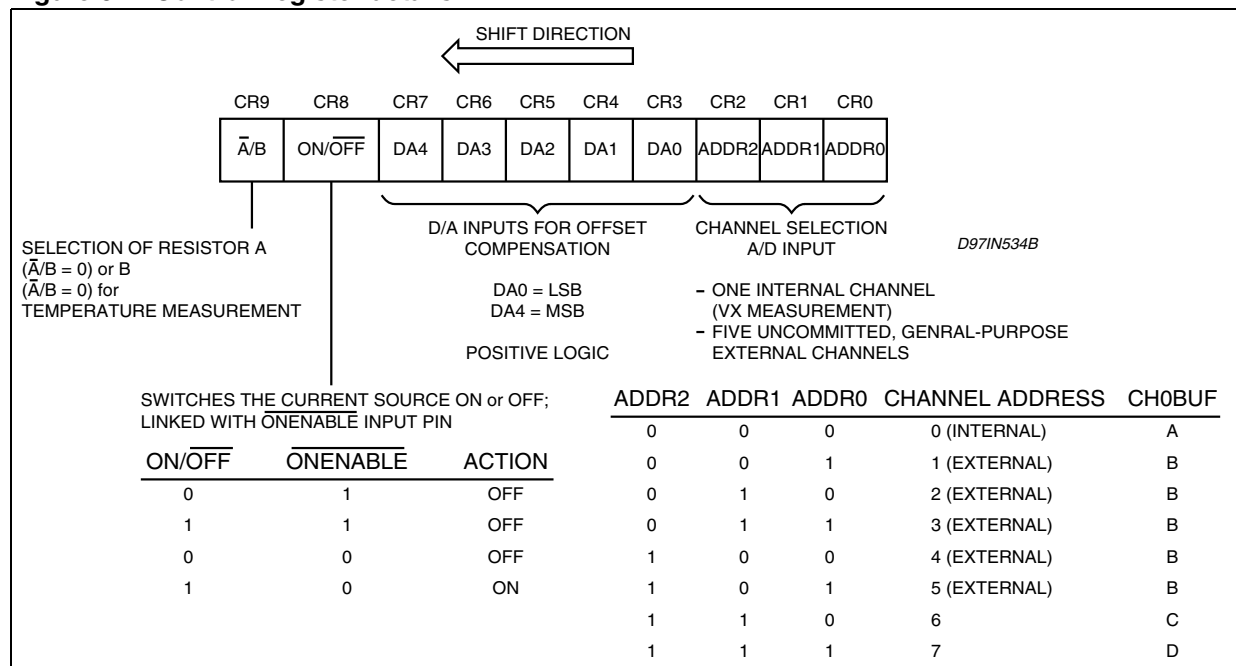 SHIFT DIRECTION
CR9 CR8 CR7 CR6 CR5 CR4 CR3 CR2 CR1 CR0
A̅/B ON/O̅F̅F̅ DA4 DA3 DA2 DA1 DA0 ADDR2 ADDR1 ADDR0
SELECTION OF RESISTOR A
(A̅/B = 0) or B
(A̅/B = 0) for
TEMPERATURE MEASUREMENT
D/A INPUTS FOR OFFSET
COMPENSATION
DA0 = LSB
DA4 = MSB
POSITIVE LOGIC
CHANNEL SELECTION
A/D INPUT
– ONE INTERNAL CHANNEL
(VX MEASUREMENT)
– FIVE UNCOMMITTED, GENRAL-PURPOSE
EXTERNAL CHANNELS
D97IN534B
SWITCHES THE CURRENT SOURCE ON or OFF;
LINKED WITH O̅N̅E̅N̅A̅B̅L̅E̅ INPUT PIN
ON/O̅F̅F̅ O̅N̅E̅N̅A̅B̅L̅E̅ ACTION
0 1 OFF
1 1 OFF
0 0 OFF
1 0 ON
ADDR2 ADDR1 ADDR0 CHANNEL ADDRESS CH0BUF
0 0 0 0 (INTERNAL) A
0 0 1 1 (EXTERNAL) B
0 1 0 2 (EXTERNAL) B
0 1 1 3 (EXTERNAL) B
1 0 0 4 (EXTERNAL) B
1 0 1 5 (EXTERNAL) B
1 1 0 6 C
1 1 1 7 D